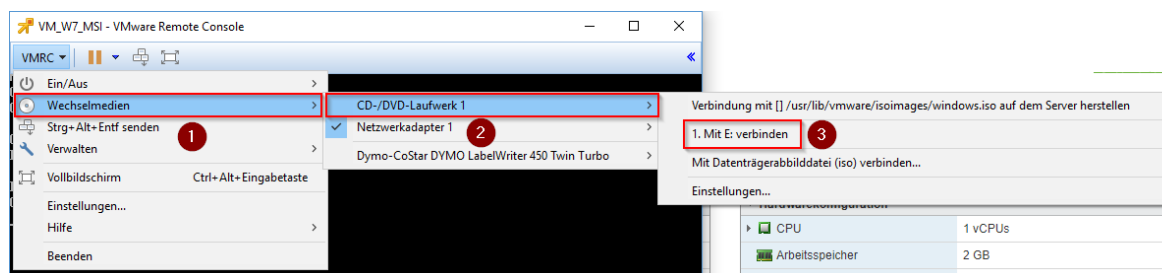 VM_W7_MSI - VMware Remote Console
VMRC
Ein/Aus
Wechselmedien
Strg+Alt+Entf senden
Verwalten
Vollbildschirm Ctrl+Alt+Eingabetaste
Einstellungen...
Hilfe
Beenden
1
CD-/DVD-Laufwerk 1
Netzwerkadapter 1
Dymo-CoStar DYMO LabelWriter 450 Twin Turbo
2
Verbindung mit [] /usr/lib/vmware/isoimages/windows.iso auf dem Server herstellen
1. Mit E: verbinden
3
Mit Datenträgerabbilddatei (iso) verbinden...
Einstellungen...
Hardwarekonfiguration
CPU 1 vCPUs
Arbeitsspeicher 2 GB